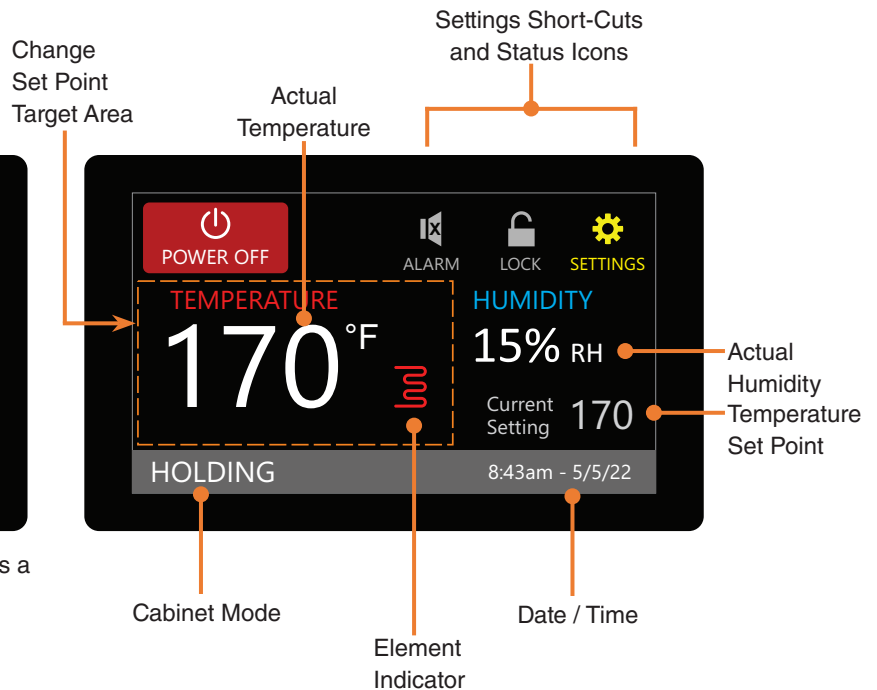 Settings Short-Cuts
and Status Icons
Change
Set Point
Target Area
Actual
Temperature
POWER OFF
X
ALARM
LOCK
SETTINGS
TEMPERATURE
HUMIDITY
170°F
15% RH
Current
Setting
170
HOLDING
8:43am - 5/5/22
Actual
Humidity
Temperature
Set Point
s a
Cabinet Mode
Date / Time
Element
Indicator